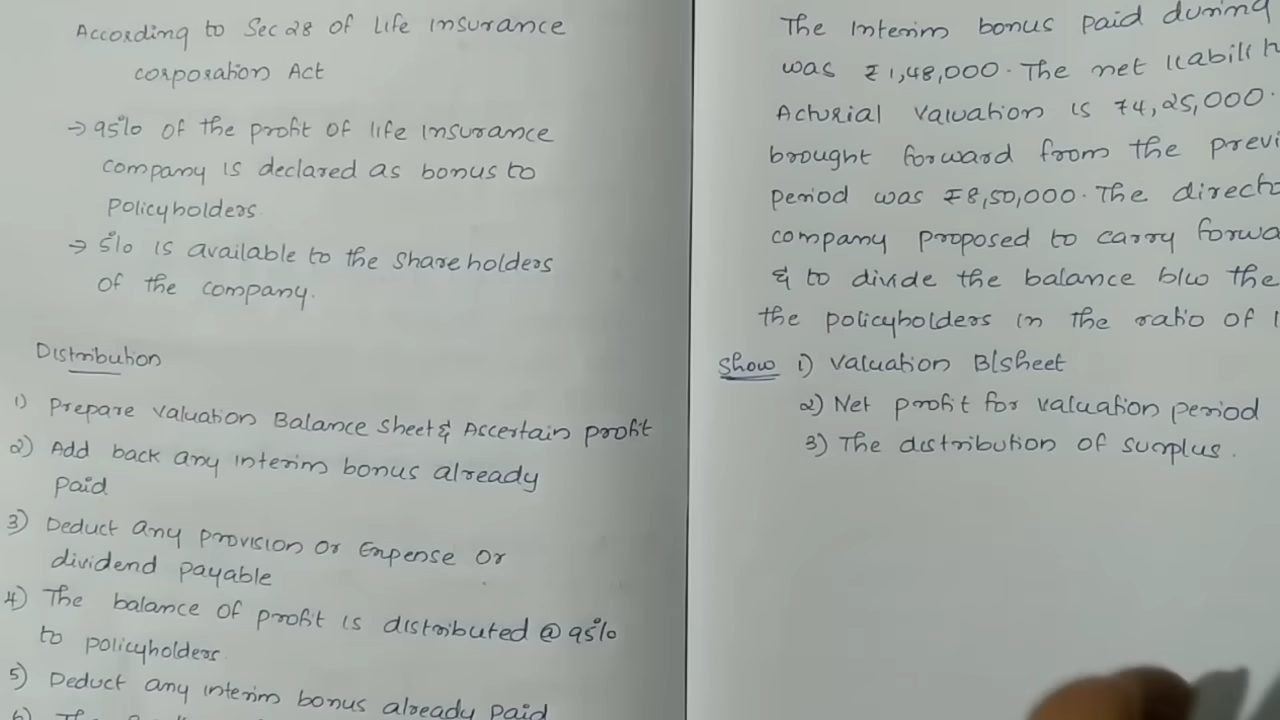 According to Sec 28 of Life Insurance
corporation Act
→ 95% of the profit of life Insurance
company is declared as bonus to
policyholders
→ 5% is available to the shareholders
of the company.
Distribution
1) Prepare Valuation Balance sheet & Ascertain profit
2) Add back any interim bonus already
paid
3) Deduct any provision or Expense or
dividend payable
4) The balance of profit is distributed @ 95%
to policyholders
5) Deduct any interim bonus already paid
The Interim bonus paid during
was ₹1,48,000. The net
Acturial valuation is 74,25,000.
brought forward from the
period was ₹8,50,000. The
company proposed to carry
& to divide the balance b/w the
the policyholders in the ratio of
Show 1) Valuation B/sheet
2) Net profit for valuation period
3) The distribution of surplus.